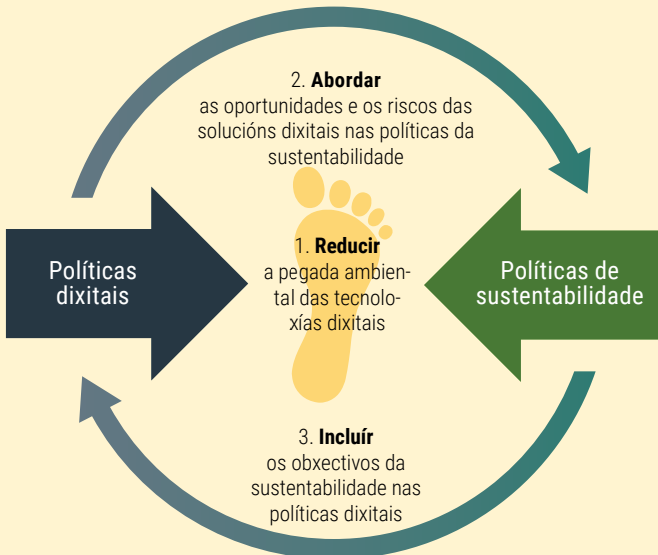 2. Abordar
as oportunidades e os riscos das
solucións dixitais nas políticas da
sustentabilidade
Políticas
dixitais
1. Reducir
a pegada ambien-
tal das tecnolo-
xías dixitais
Políticas de
sustentabilidade
3. Incluír
os obxectivos da
sustentabilidade nas
políticas dixitais